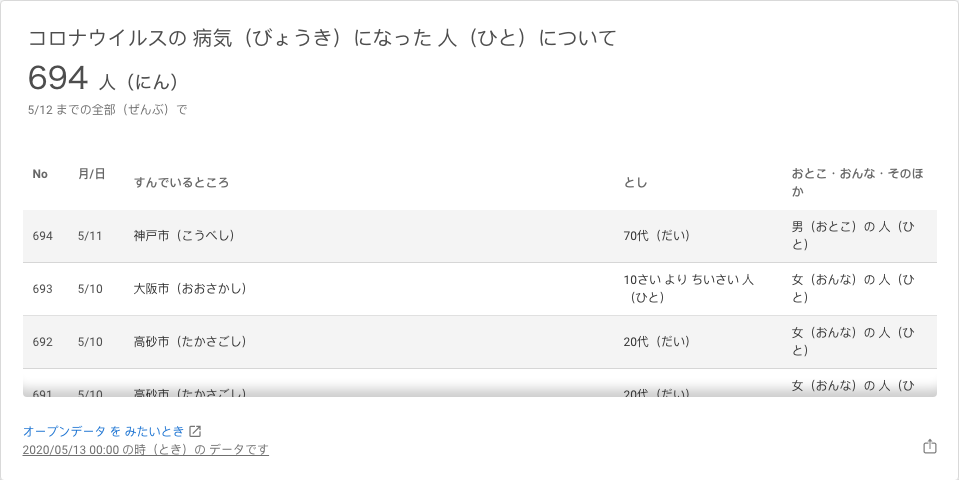 コロナウイルスの 病気（びょうき）になった 人（ひと）について
694 人（にん）
5/12 までの全部（ぜんぶ）で
No 月/日 すんでいるところ とし おとこ・おんな・そのほ
か
694 5/11 神戸市（こうべし） 70代（だい） 男（おとこ）の 人（ひ
と）
693 5/10 大阪市（おおさかし） 10さい より ちいさい 人 女（おんな）の 人（ひ
（ひと） と）
692 5/10 高砂市（たかさごし） 20代（だい） 女（おんな）の 人（ひ
と）
691 5/10 高砂市（たかさごし） 20代（だい） 女（おんな）の 人（ひ
オープンデータ を みたいとき
2020/05/13 00:00 の時（とき）の データです